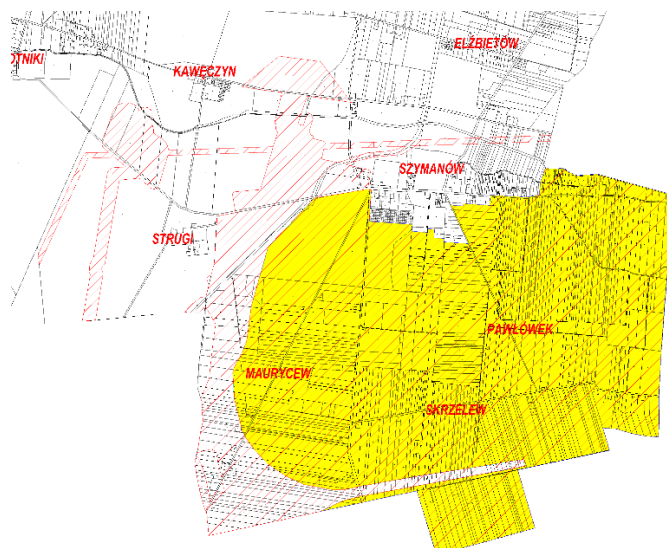 ELŻBIETÓW
OTNIKI
KAWĘCZYN
SZYMANÓW
STRUGI
PAWŁÓWEK
MAURYCEW
SKRZELEW